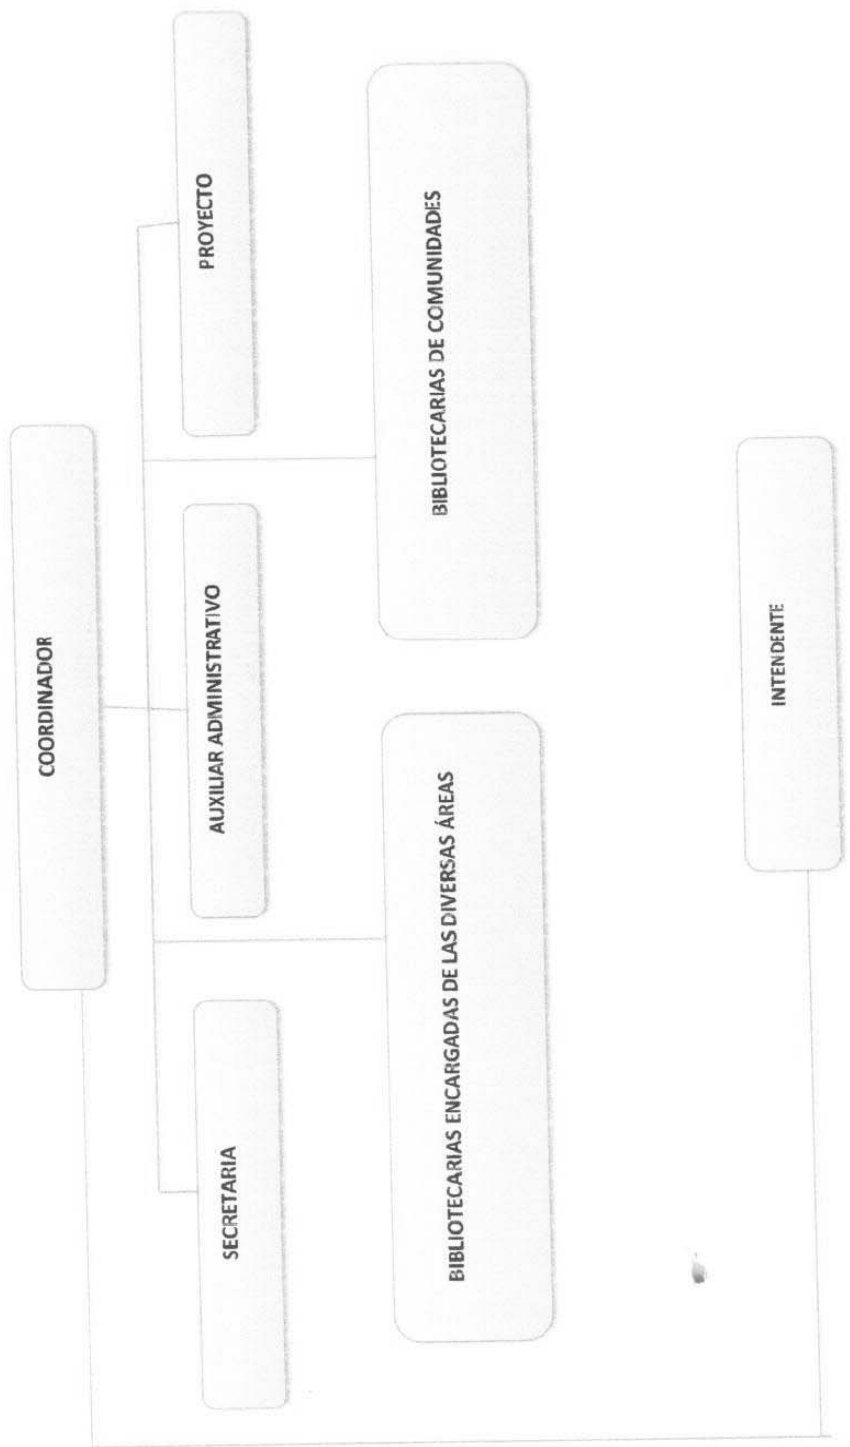 COORDINADOR
SECRETARIA
AUXILIAR ADMINISTRATIVO
PROYECTO
BIBLIOTECARIAS ENCARGADAS DE LAS DIVERSAS ÁREAS
BIBLIOTECARIAS DE COMUNIDADES
INTENDENTE